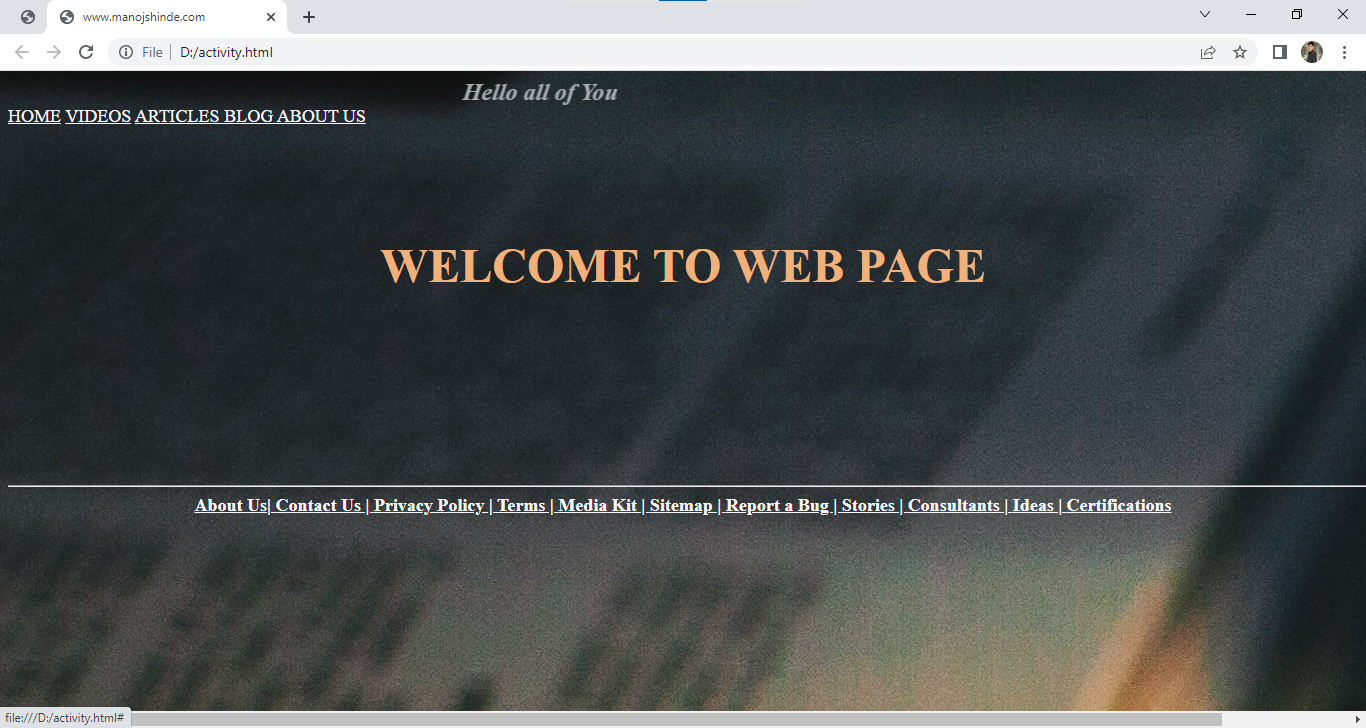 www.manojshinde.com
File D:/activity.html
Hello all of You
HOME VIDEOS ARTICLES BLOG ABOUT US
WELCOME TO WEB PAGE
About Us| Contact Us | Privacy Policy | Terms | Media Kit | Sitemap | Report a Bug | Stories | Consultants | Ideas | Certifications
file:///D:/activity.html#